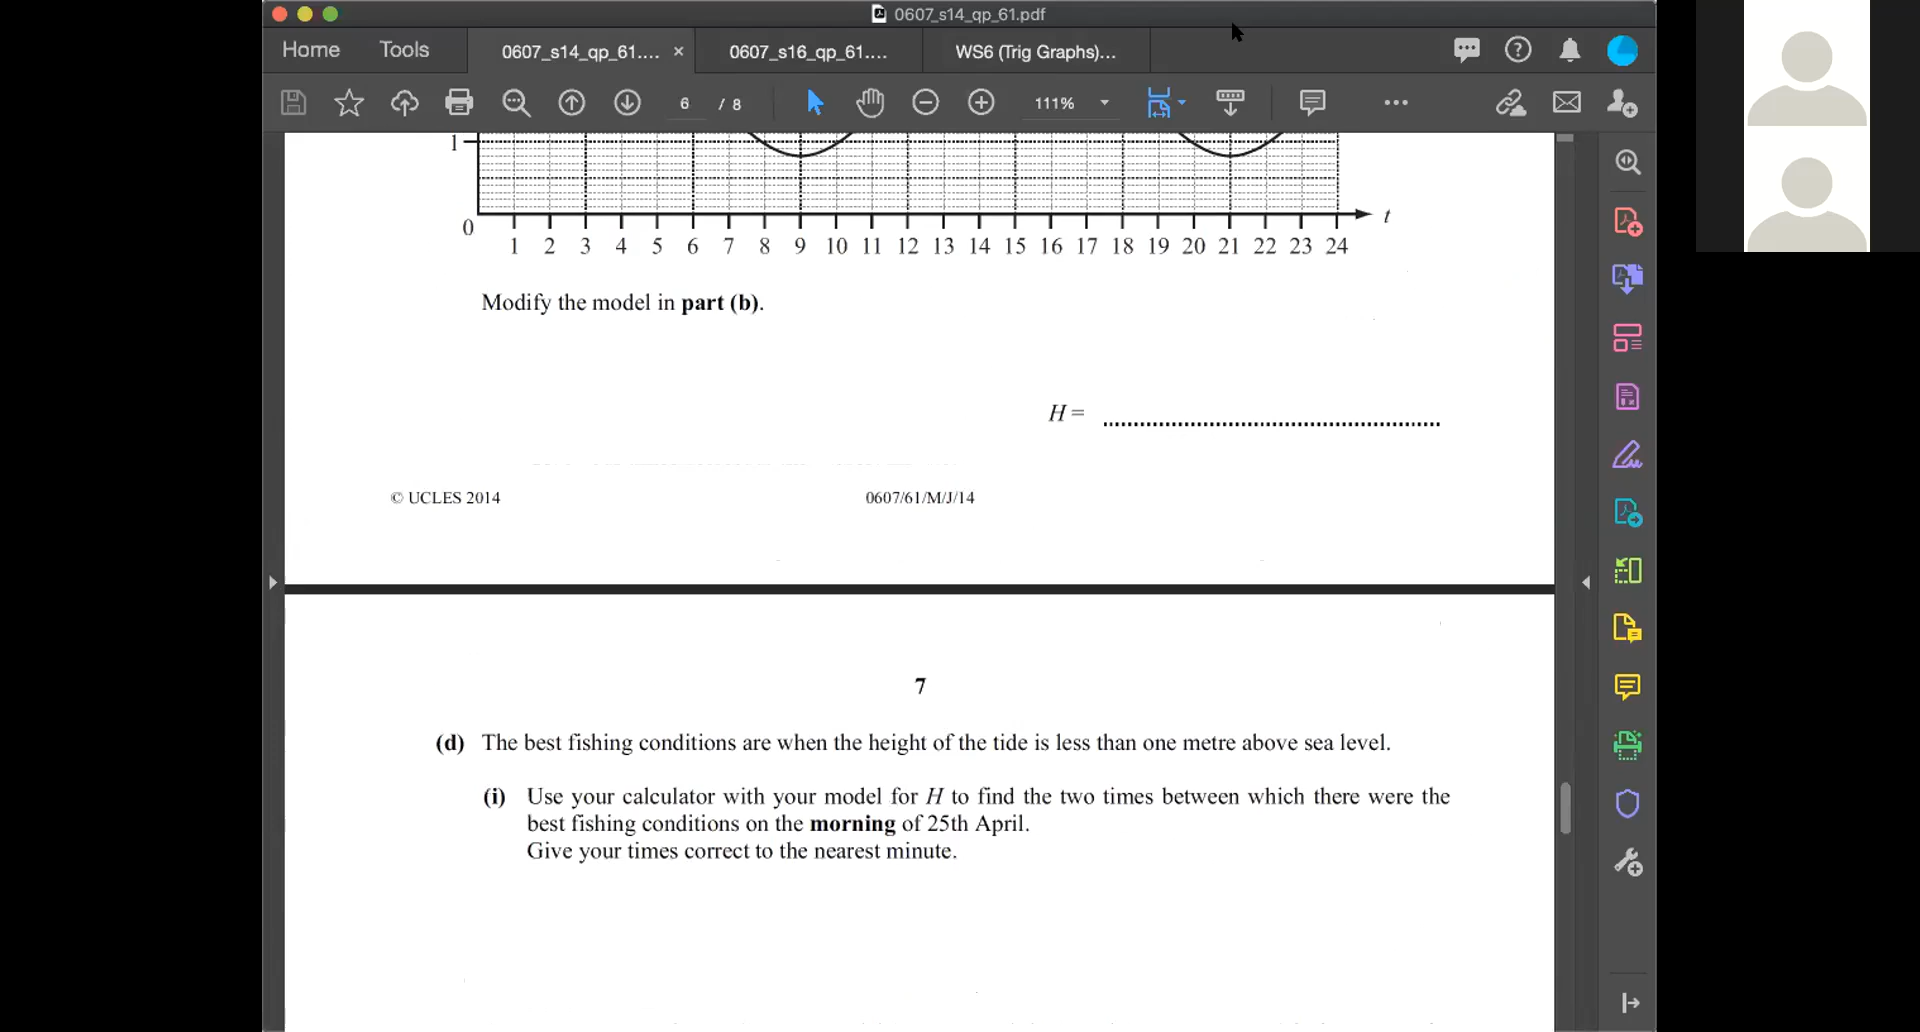 0607_s14_qp_61.pdf
Home Tools 0607_s14_qp_61.... × 0607_s16_qp_61.... WS6 (Trig Graphs)...
6 / 8 111%
1
0 t
1 2 3 4 5 6 7 8 9 10 11 12 13 14 15 16 17 18 19 20 21 22 23 24
Modify the model in part (b).
H = ........................................................
© UCLES 2014 0607/61/M/J/14
7
(d) The best fishing conditions are when the height of the tide is less than one metre above sea level.
(i) Use your calculator with your model for H to find the two times between which there were the
best fishing conditions on the morning of 25th April.
Give your times correct to the nearest minute.